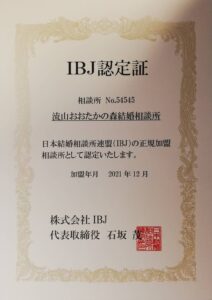 IBJ認定証
相談所 No.54545
流山おおたかの森結婚相談所
日本結婚相談所連盟(IBJ)の正規加盟
相談所として認定いたします。
加盟年月 2021年12月
株式会社IBJ
代表取締役 石坂 茂